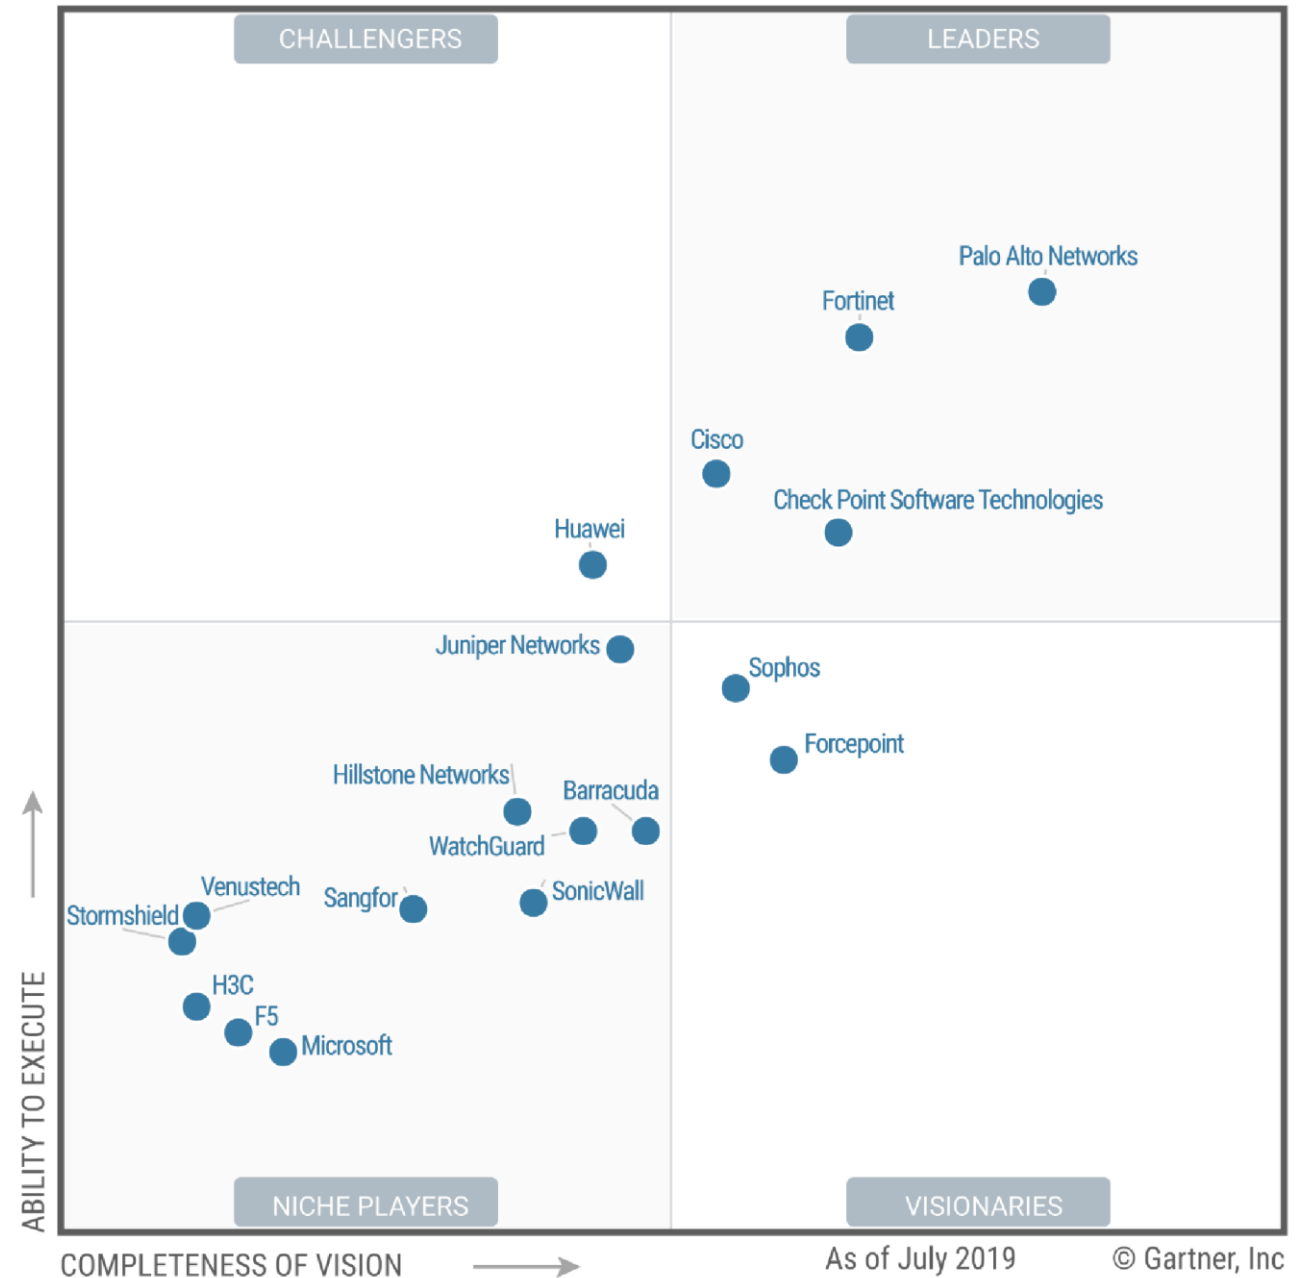 CHALLENGERS
LEADERS
Palo Alto Networks
Fortinet
Cisco
Check Point Software Technologies
Huawei
Juniper Networks
Sophos
Forcepoint
Hillstone Networks
Barracuda
WatchGuard
Venustech
Sangfor
SonicWall
Stormshield
H3C
F5
Microsoft
ABILITY TO EXECUTE
NICHE PLAYERS
VISIONARIES
COMPLETENESS OF VISION
As of July 2019
© Gartner, Inc